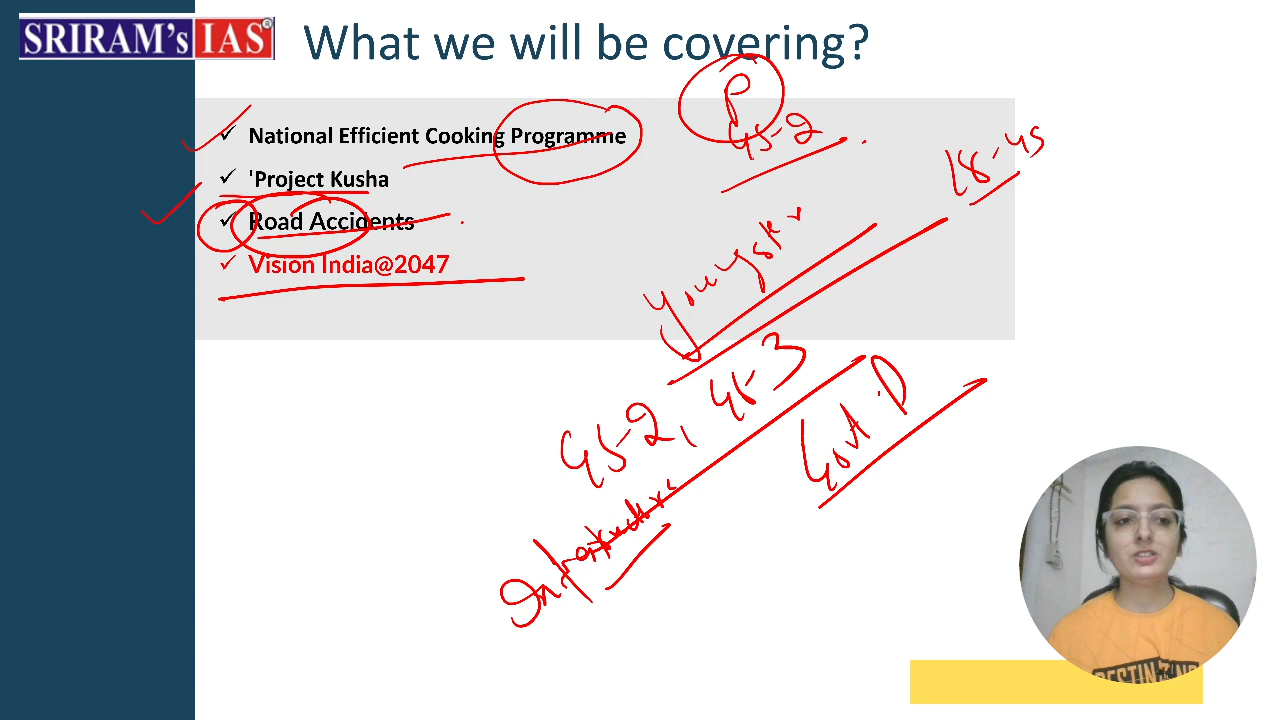 SRIRAM's IAS®
What we will be covering?
✓ National Efficient Cooking Programme
✓ 'Project Kusha
✓ Road Accidents
✓ Vision India@2047
P
GS-2
18-45
GS-2, GS-3
Govt. P